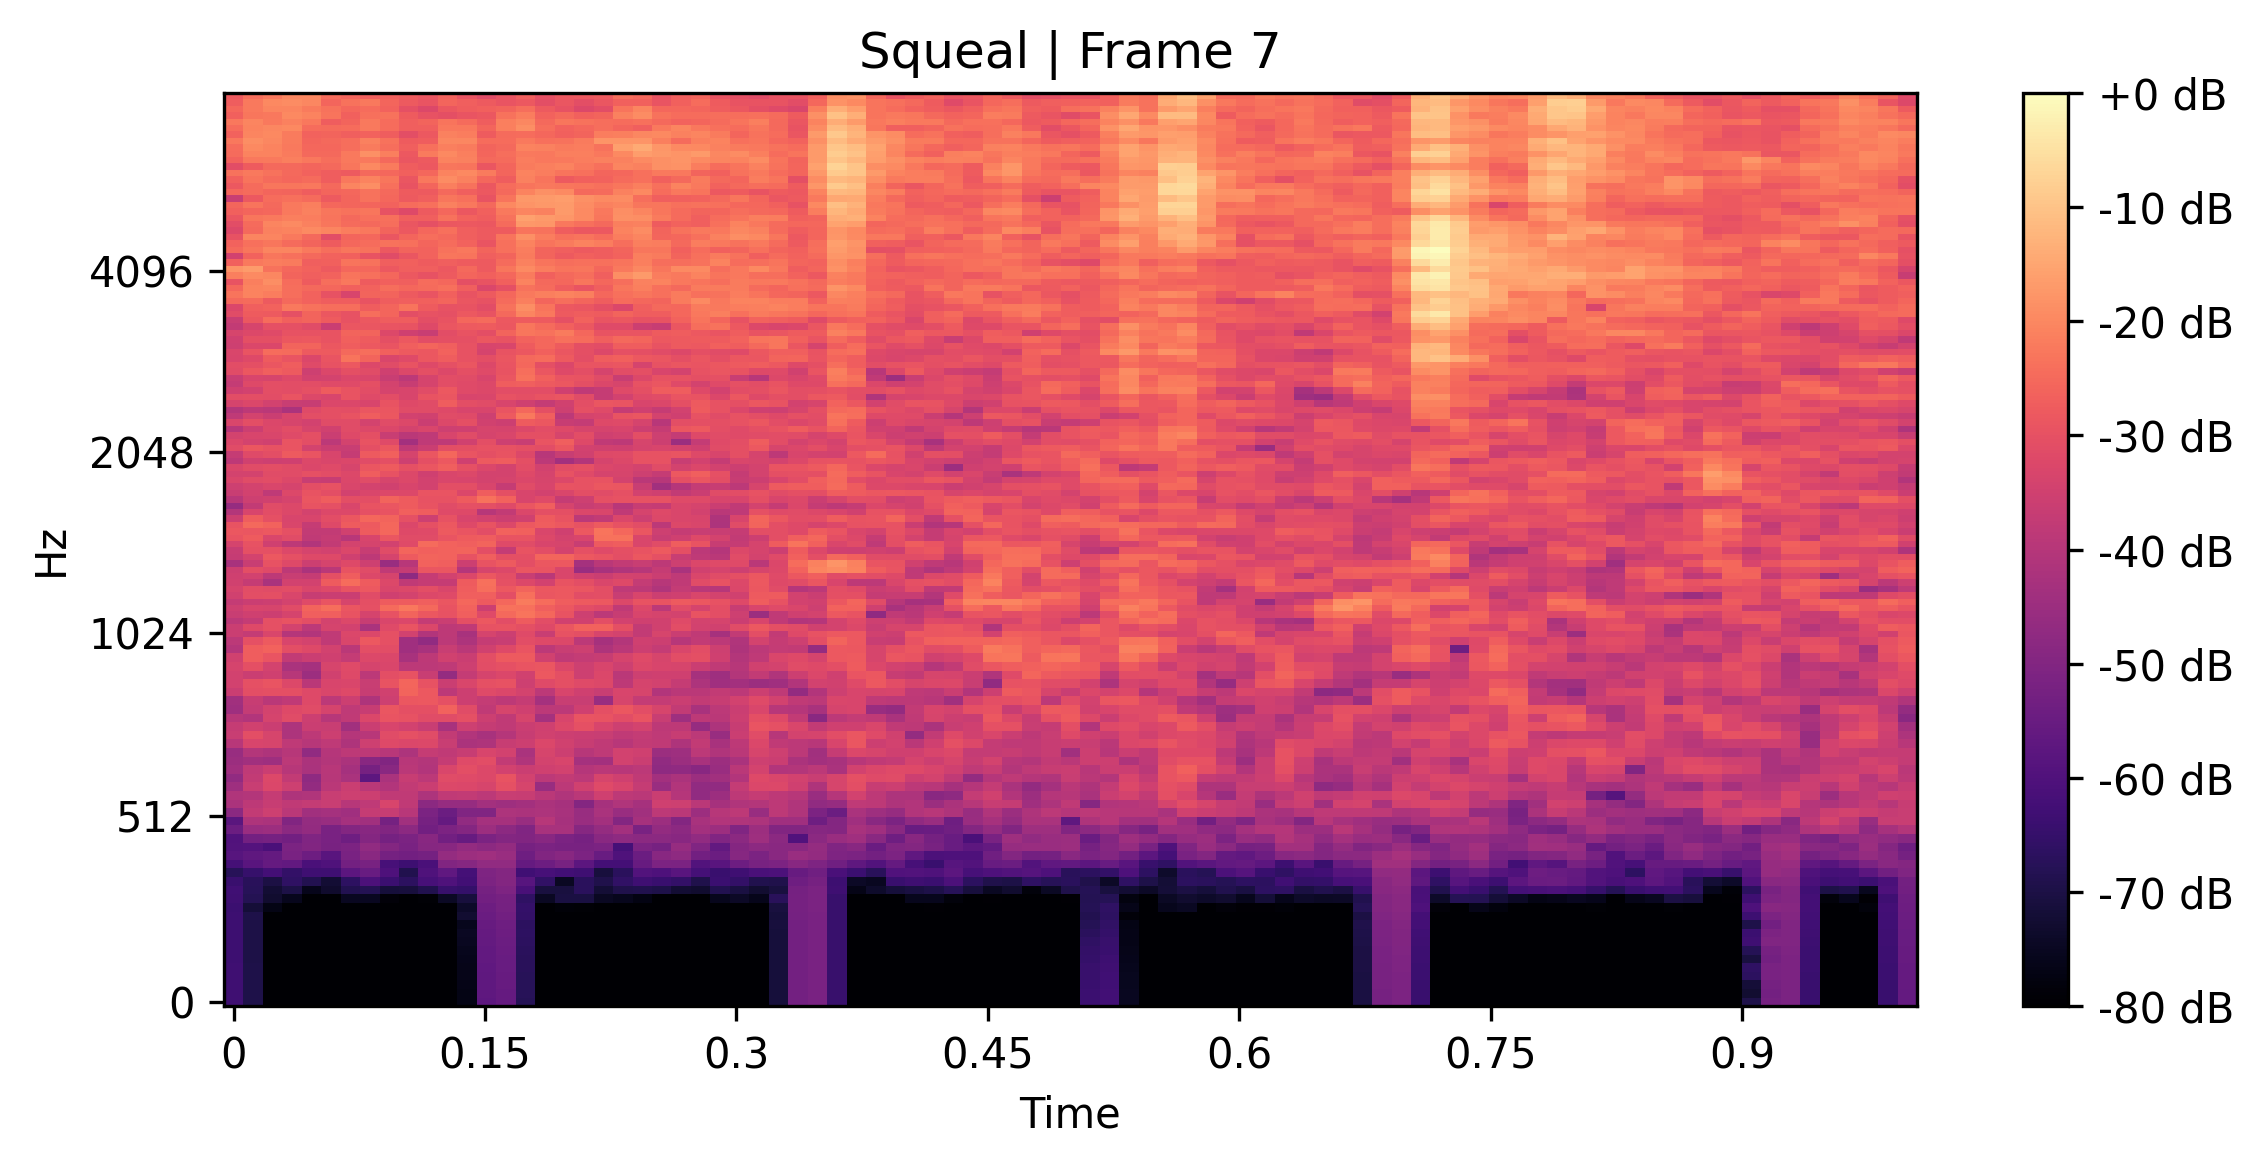 Squeal | Frame 7
Hz
4096
2048
1024
512
0
0 0.15 0.3 0.45 0.6 0.75 0.9
Time
+0 dB
-10 dB
-20 dB
-30 dB
-40 dB
-50 dB
-60 dB
-70 dB
-80 dB